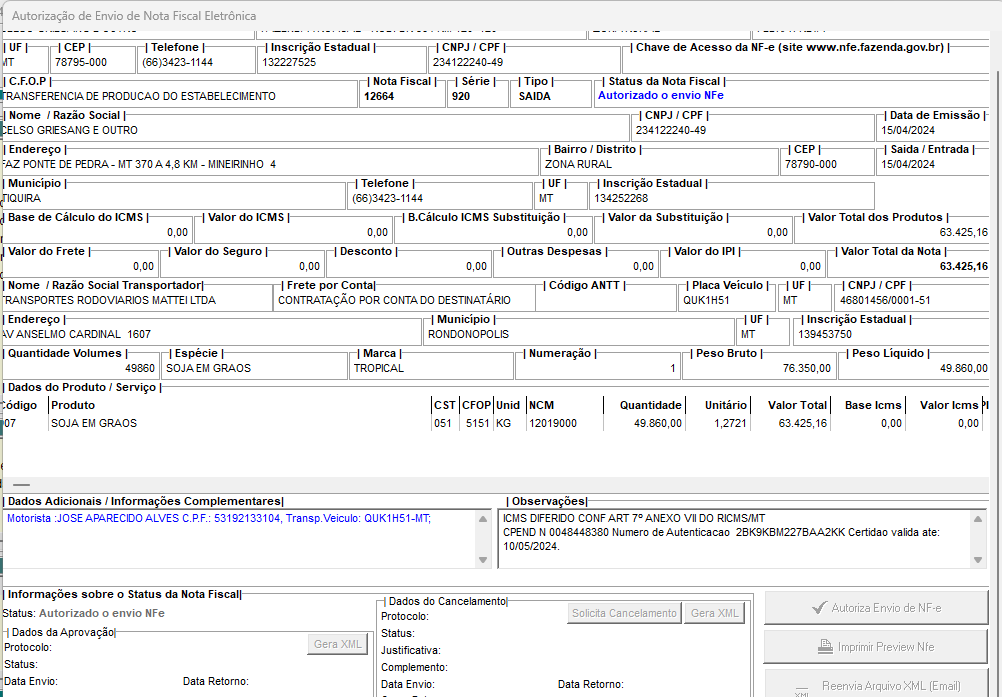 Autorização de Envio de Nota Fiscal Eletrônica
UF | CEP | Telefone | Inscrição Estadual | CNPJ / CPF | Chave de Acesso da NF-e (site www.nfe.fazenda.gov.br) |
MT 78795-000 (66)3423-1144 132227525 234122240-49
C.F.O.P | Nota Fiscal | Série | Tipo | Status da Nota Fiscal |
TRANSFERENCIA DE PRODUCAO DO ESTABELECIMENTO 12664 920 SAIDA Autorizado o envio NFe
Nome / Razão Social | CNPJ / CPF | Data de Emissão |
CELSO GRIESANG E OUTRO 234122240-49 15/04/2024
Endereço | Bairro / Distrito | CEP | Saida / Entrada |
FAZ PONTE DE PEDRA - MT 370 A 4,8 KM - MINEIRINHO 4 ZONA RURAL 78790-000 15/04/2024
Município | Telefone | UF | Inscrição Estadual |
ITIQUIRA (66)3423-1144 MT 134252268
Base de Cálculo do ICMS | Valor do ICMS | B.Cálculo ICMS Substituição | Valor da Substituição | Valor Total dos Produtos |
0,00 0,00 0,00 0,00 63.425,16
Valor do Frete | Valor do Seguro | Desconto | Outras Despesas | Valor do IPI | Valor Total da Nota |
0,00 0,00 0,00 0,00 0,00 63.425,16
Nome / Razão Social Transportador| Frete por Conta| Código ANTT | Placa Veículo | UF | CNPJ / CPF |
TRANSPORTES RODOVIARIOS MATTEI LTDA CONTRATAÇÃO POR CONTA DO DESTINATÁRIO QUK1H51 MT 46801456/0001-51
Endereço | Município | UF | Inscrição Estadual |
AV ANSELMO CARDINAL 1607 RONDONOPOLIS MT 139453750
Quantidade Volumes | Espécie | Marca | Numeração | Peso Bruto | Peso Líquido |
49860 SOJA EM GRAOS TROPICAL 1 76.350,00 49.860,00
Dados do Produto / Serviço |
Código Produto CST CFOP Unid NCM Quantidade Unitário Valor Total Base Icms Valor Icms
07 SOJA EM GRAOS 051 5151 KG 12019000 49.860,00 1,2721 63.425,16 0,00 0,00
Dados Adicionais / Informações Complementares| Observações|
Motorista :JOSE APARECIDO ALVES C.P.F.: 53192133104, Transp.Veiculo: QUK1H51-MT;
ICMS DIFERIDO CONF ART 7º ANEXO VII DO RICMS/MT
CPEND N 0048448380 Numero de Autenticacao 2BK9KBM227BAA2KK Certidao valida ate:
10/05/2024.
Informações sobre o Status da Nota Fiscal|
Status: Autorizado o envio NFe
Dados da Aprovação|
Protocolo: Gera XML
Status:
Data Envio: Data Retorno:
Dados do Cancelamento|
Protocolo: Solicita Cancelamento Gera XML
Status:
Justificativa:
Complemento:
Data Envio: Data Retorno:
Autoriza Envio de NF-e
Imprimir Preview Nfe
XML Reenvia Arquivo XML (Email)